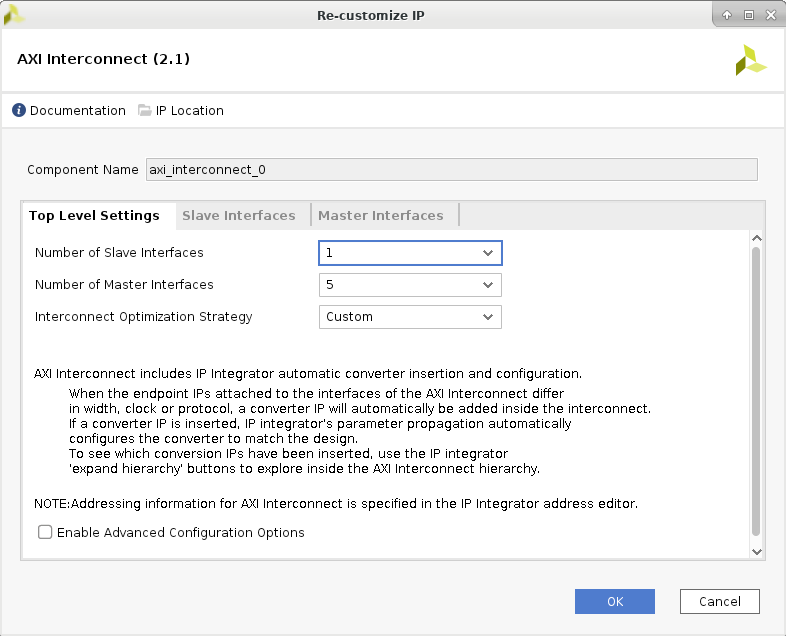 Re-customize IP
AXI Interconnect (2.1)
Documentation IP Location
Component Name axi_interconnect_0
Top Level Settings Slave Interfaces Master Interfaces
Number of Slave Interfaces 1
Number of Master Interfaces 5
Interconnect Optimization Strategy Custom
AXI Interconnect includes IP Integrator automatic converter insertion and configuration.
When the endpoint IPs attached to the interfaces of the AXI Interconnect differ
in width, clock or protocol, a converter IP will automatically be added inside the interconnect.
If a converter IP is inserted, IP integrator's parameter propagation automatically
configures the converter to match the design.
To see which conversion IPs have been inserted, use the IP integrator
'expand hierarchy' buttons to explore inside the AXI Interconnect hierarchy.
NOTE:Addressing information for AXI Interconnect is specified in the IP Integrator address editor.
Enable Advanced Configuration Options
OK Cancel